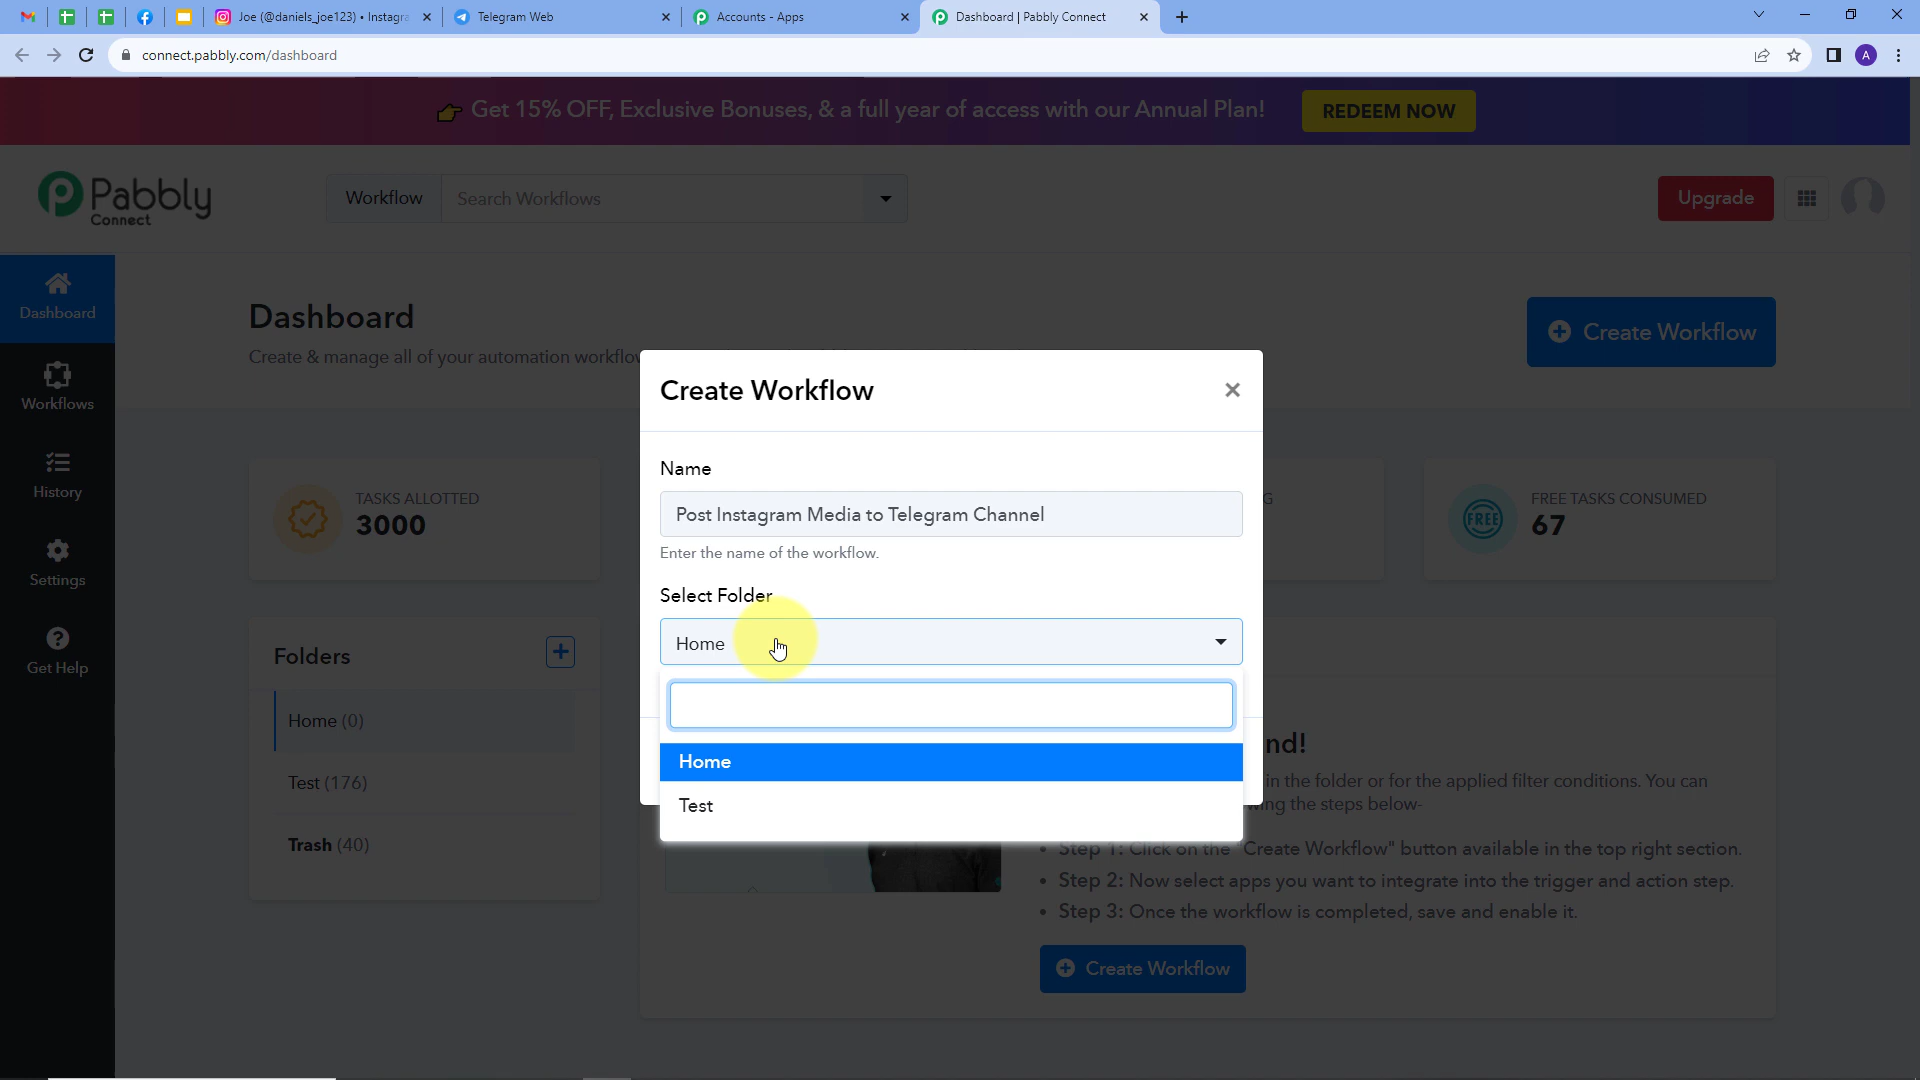 Joe (@daniels_joe123) • Instagra
Telegram Web
Accounts - Apps
Dashboard | Pabbly Connect
connect.pabbly.com/dashboard
A
Get 15% OFF, Exclusive Bonuses, & a full year of access with our Annual Plan!
REDEEM NOW
Pabbly
Connect
Workflow
Search Workflows
Upgrade
Dashboard
Workflows
History
Settings
Get Help
Dashboard
Create & manage all of your automation workflow
Create Workflow
TASKS ALLOTTED
3000
G
FREE
FREE TASKS CONSUMED
67
Folders
Home (0)
Test (176)
Trash (40)
Create Workflow
Name
Post Instagram Media to Telegram Channel
Enter the name of the workflow.
Select Folder
Home
Home
Test
nd!
in the folder or for the applied filter conditions. You can
wing the steps below-
• Step 1: Click on the "Create Workflow" button available in the top right section.
• Step 2: Now select apps you want to integrate into the trigger and action step.
• Step 3: Once the workflow is completed, save and enable it.
Create Workflow